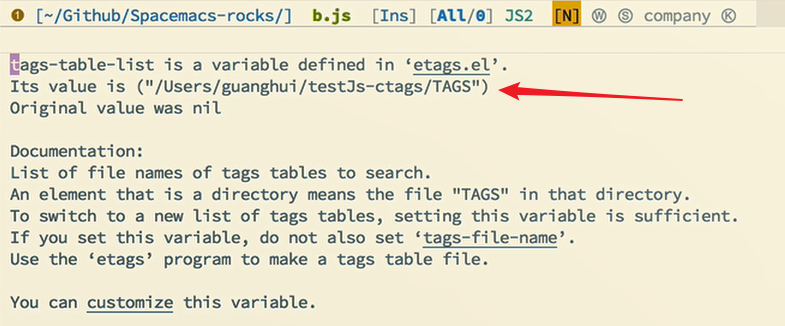 ❶ [~/Github/Spacemacs-rocks/] b.js [Ins] [All/0] JS2 [N] Ⓦ Ⓢ company Ⓚ
tags-table-list is a variable defined in ‘etags.el’.
Its value is ("/Users/guanghui/testJs-ctags/TAGS")
Original value was nil
Documentation:
List of file names of tags tables to search.
An element that is a directory means the file "TAGS" in that directory.
To switch to a new list of tags tables, setting this variable is sufficient.
If you set this variable, do not also set ‘tags-file-name’.
Use the ‘etags’ program to make a tags table file.
You can customize this variable.